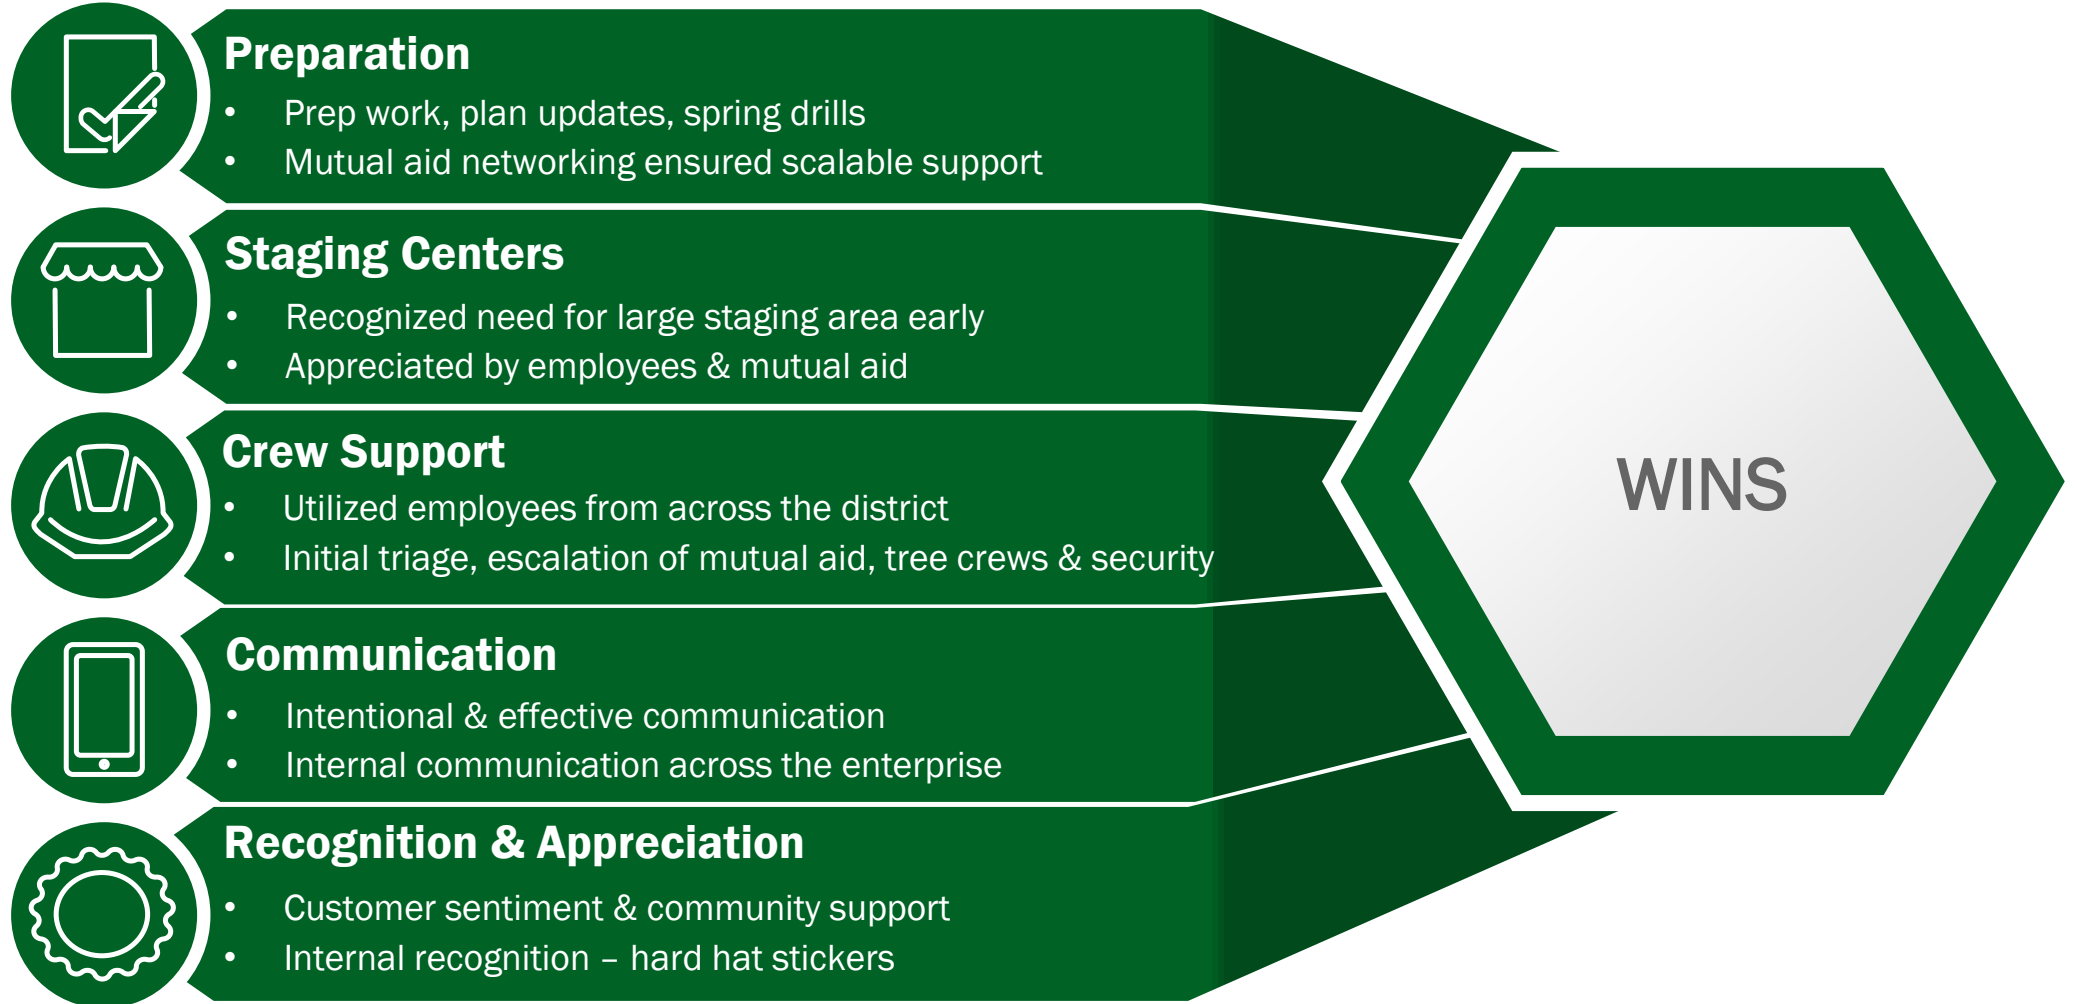 Preparation
• Prep work, plan updates, spring drills
• Mutual aid networking ensured scalable support
Staging Centers
• Recognized need for large staging area early
• Appreciated by employees & mutual aid
Crew Support
• Utilized employees from across the district
• Initial triage, escalation of mutual aid, tree crews & security
Communication
• Intentional & effective communication
• Internal communication across the enterprise
Recognition & Appreciation
• Customer sentiment & community support
• Internal recognition – hard hat stickers
WINS